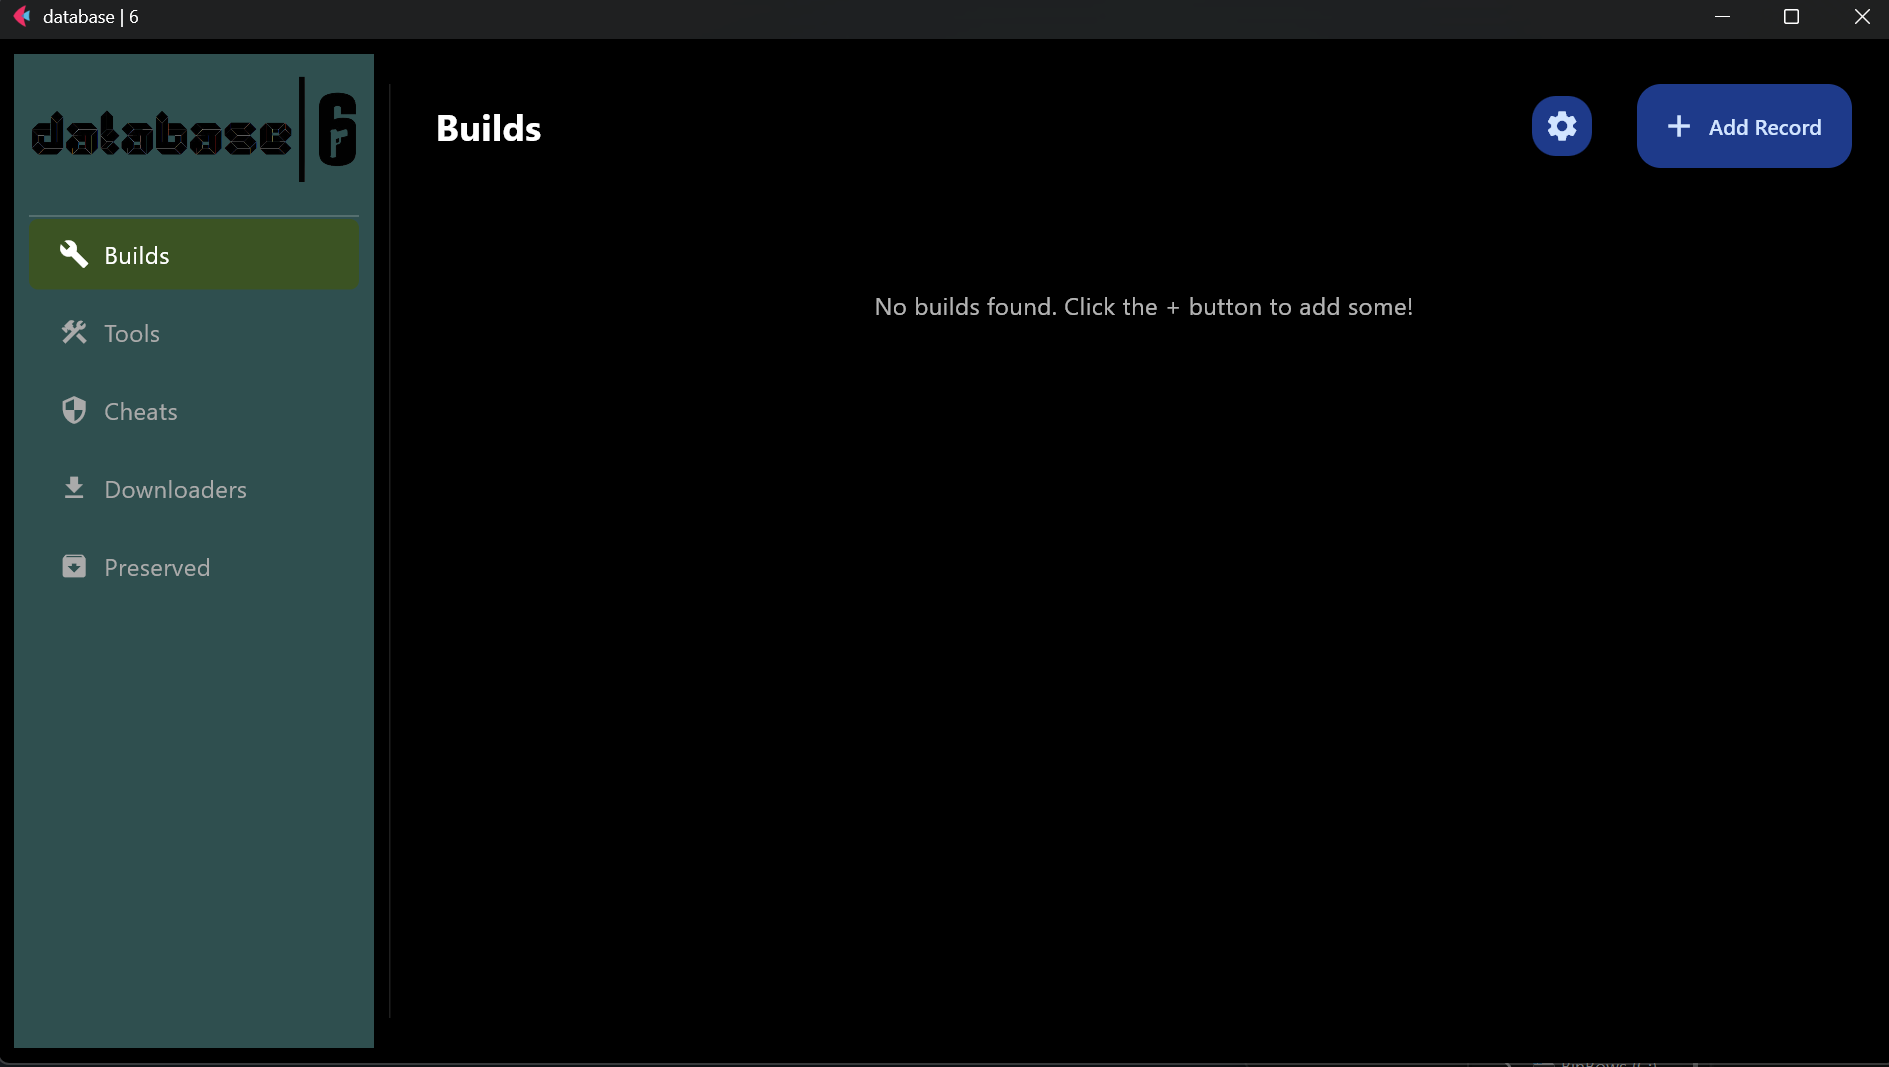 database | 6
database|6
Builds
Add Record
Builds
No builds found. Click the + button to add some!
Tools
Cheats
Downloaders
Preserved